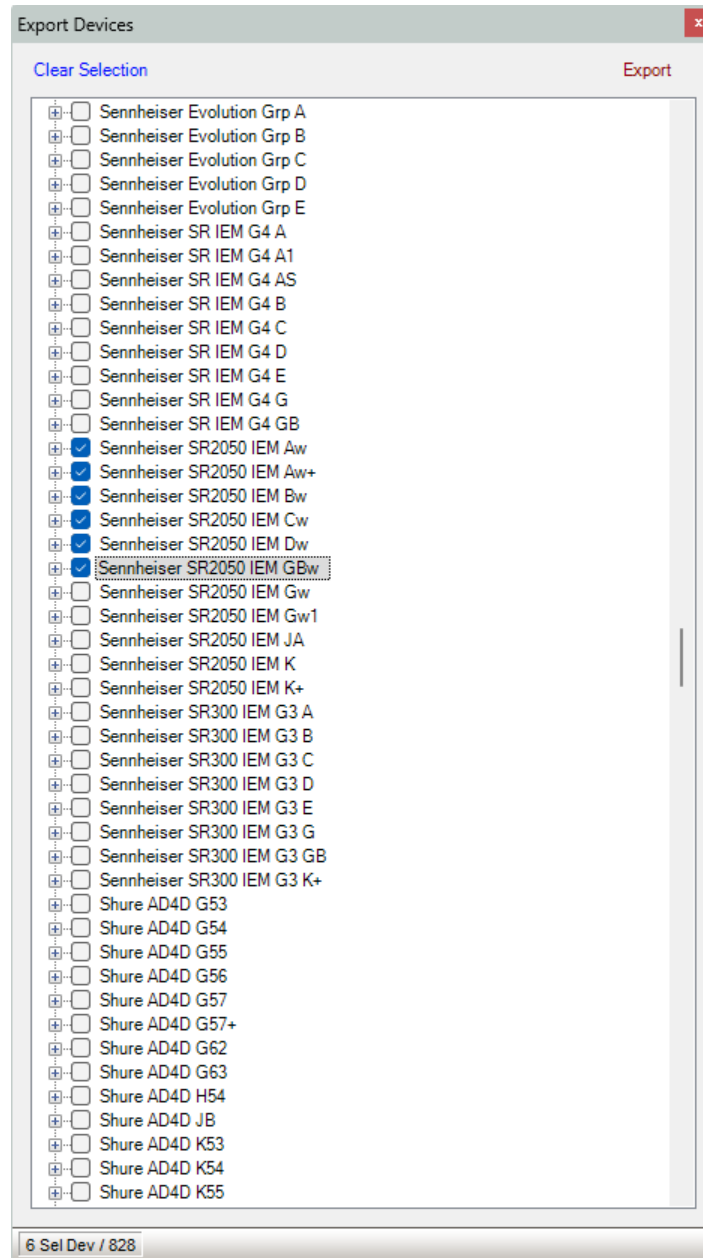 Export Devices
x
Clear Selection Export
Sennheiser Evolution Grp A
Sennheiser Evolution Grp B
Sennheiser Evolution Grp C
Sennheiser Evolution Grp D
Sennheiser Evolution Grp E
Sennheiser SR IEM G4 A
Sennheiser SR IEM G4 A1
Sennheiser SR IEM G4 AS
Sennheiser SR IEM G4 B
Sennheiser SR IEM G4 C
Sennheiser SR IEM G4 D
Sennheiser SR IEM G4 E
Sennheiser SR IEM G4 G
Sennheiser SR IEM G4 GB
Sennheiser SR2050 IEM Aw
Sennheiser SR2050 IEM Aw+
Sennheiser SR2050 IEM Bw
Sennheiser SR2050 IEM Cw
Sennheiser SR2050 IEM Dw
Sennheiser SR2050 IEM GBw
Sennheiser SR2050 IEM Gw
Sennheiser SR2050 IEM Gw1
Sennheiser SR2050 IEM JA
Sennheiser SR2050 IEM K
Sennheiser SR2050 IEM K+
Sennheiser SR300 IEM G3 A
Sennheiser SR300 IEM G3 B
Sennheiser SR300 IEM G3 C
Sennheiser SR300 IEM G3 D
Sennheiser SR300 IEM G3 E
Sennheiser SR300 IEM G3 G
Sennheiser SR300 IEM G3 GB
Sennheiser SR300 IEM G3 K+
Shure AD4D G53
Shure AD4D G54
Shure AD4D G55
Shure AD4D G56
Shure AD4D G57
Shure AD4D G57+
Shure AD4D G62
Shure AD4D G63
Shure AD4D H54
Shure AD4D JB
Shure AD4D K53
Shure AD4D K54
Shure AD4D K55
6 Sel Dev / 828